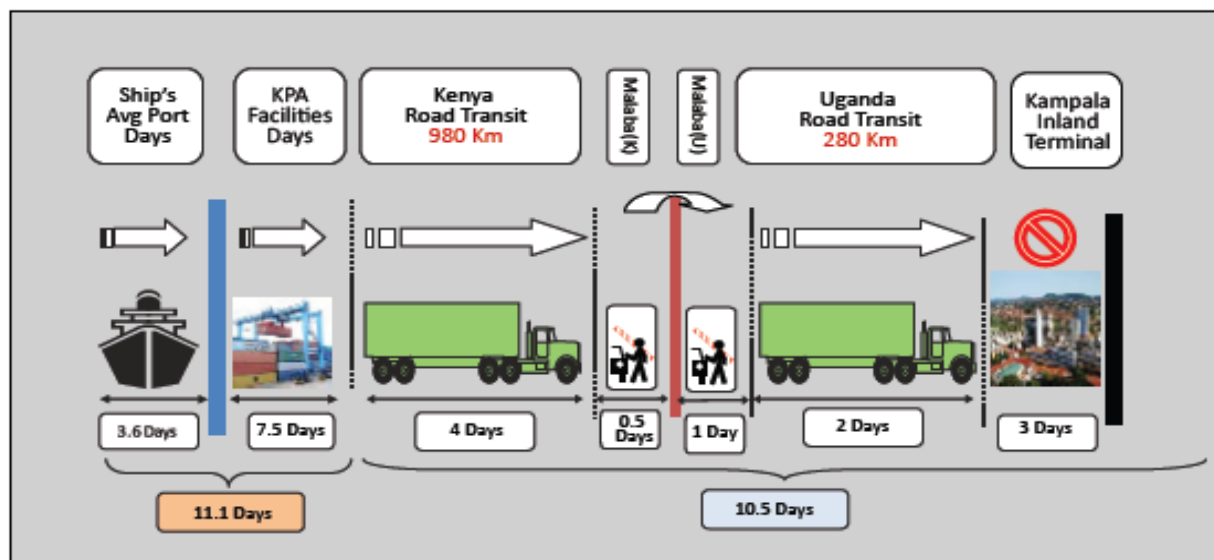 Ship's
Avg Port
Days
KPA
Facilities
Days
Kenya
Road Transit
980 Km
Malaba(K)
Malaba(U)
Uganda
Road Transit
280 Km
Kampala
Inland
Terminal
3.6 Days
7.5 Days
4 Days
0.5
Days
1 Day
2 Days
3 Days
11.1 Days
10.5 Days